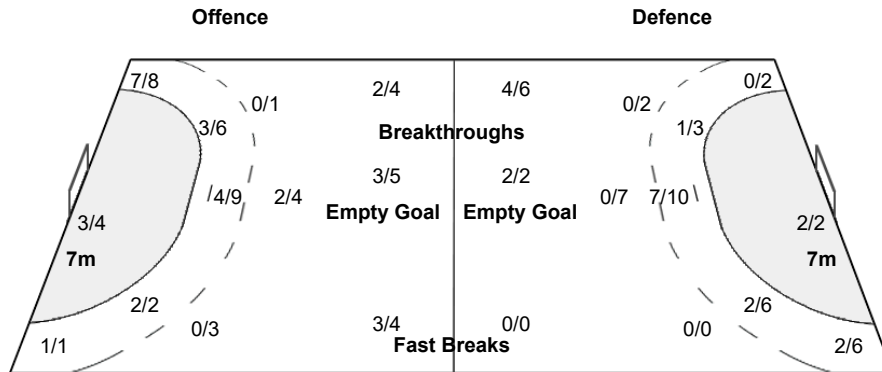 Offence Defence
7/8 2/4 4/6 0/2
0/1 0/2
3/6 Breakthroughs 1/3
3/5 2/2
4/9 2/4 0/7 7/10
Empty Goal Empty Goal
3/4 2/2
7m 7m
2/2 2/6
0/3 3/4 0/0 0/0
1/1 Fast Breaks 2/6